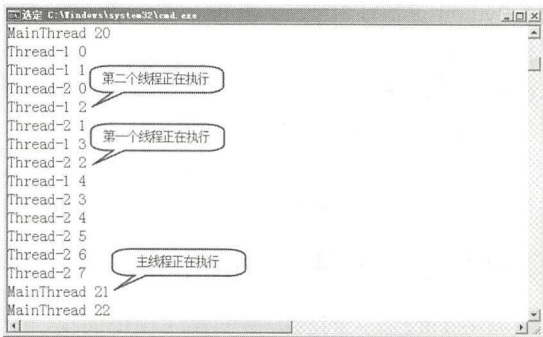 选定 C:\Windows\system32\cmd.exe
MainThread 20
Thread-1 0
Thread-1 1
第二个线程正在执行
Thread-2 0
Thread-1 2
Thread-2 1
第一个线程正在执行
Thread-1 3
Thread-2 2
Thread-1 4
Thread-2 3
Thread-2 4
Thread-2 5
Thread-2 6
主线程正在执行
Thread-2 7
MainThread 21
MainThread 22